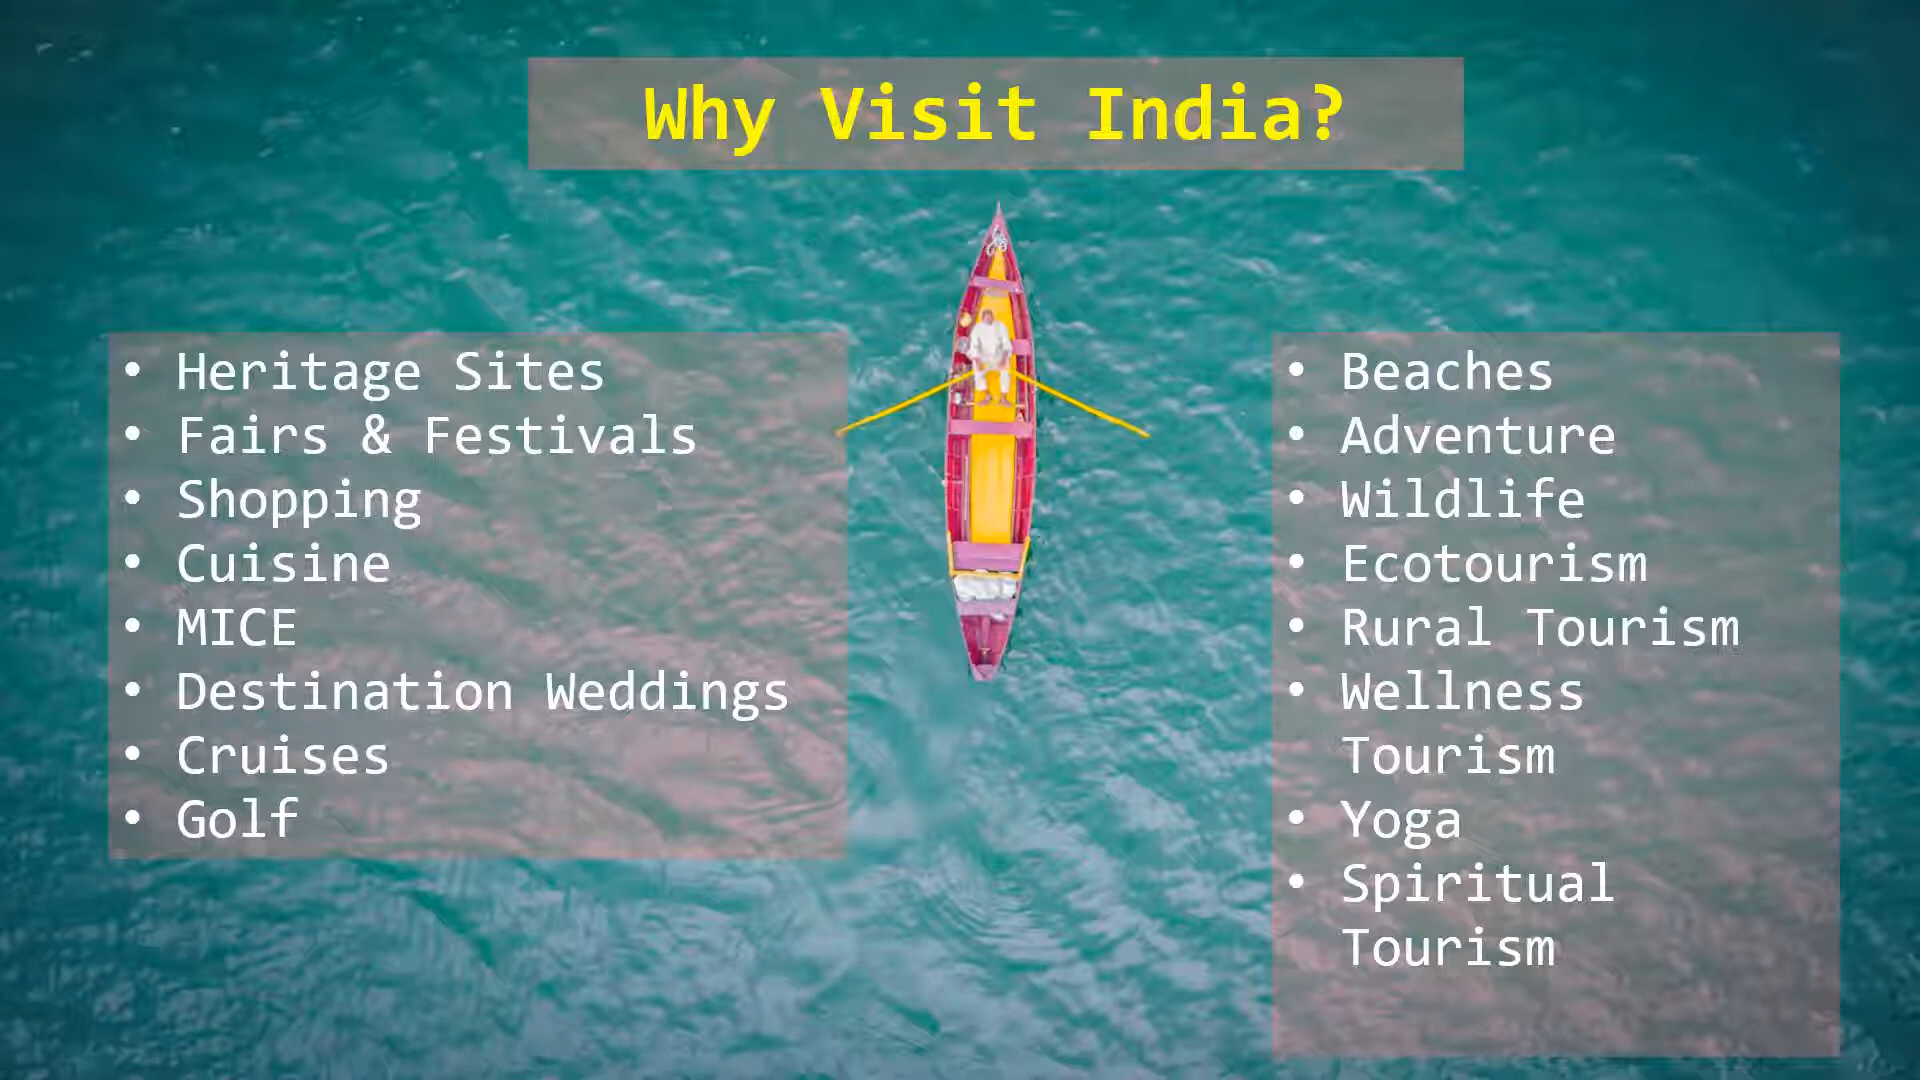 Why Visit India?
• Heritage Sites
• Fairs & Festivals
• Shopping
• Cuisine
• MICE
• Destination Weddings
• Cruises
• Golf
• Beaches
• Adventure
• Wildlife
• Ecotourism
• Rural Tourism
• Wellness
Tourism
• Yoga
• Spiritual
Tourism